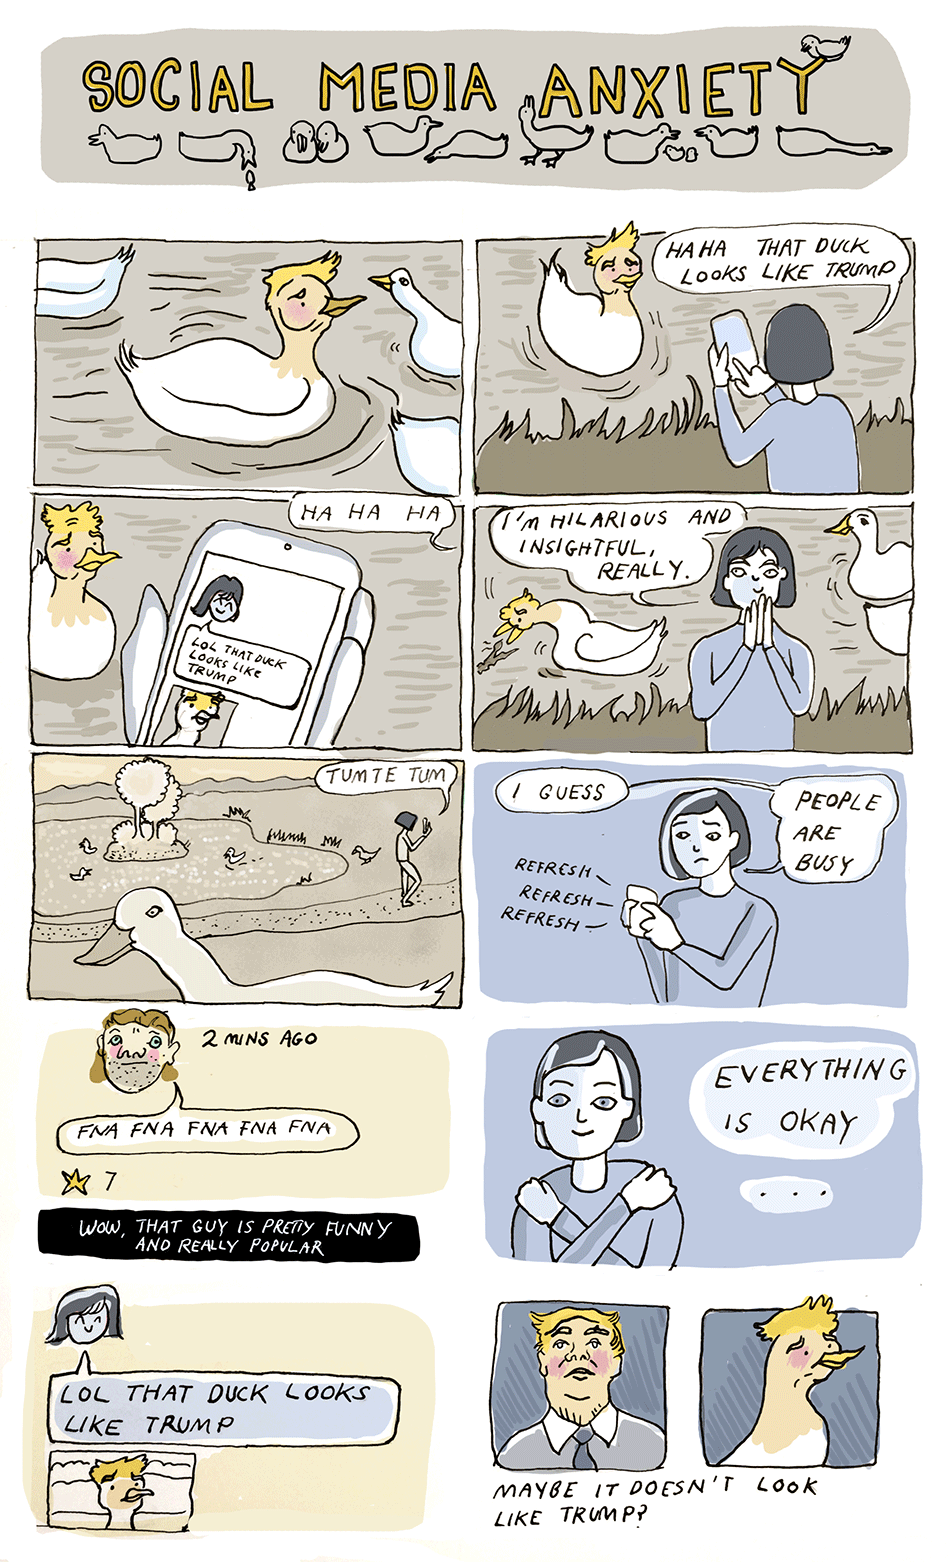 SOCIAL MEDIA ANXIETY
HAHA THAT DUCK
LOOKS LIKE TRUMP
HA HA HA
LOL THAT DUCK
LOOKS LIKE
TRUMP
I'M HILARIOUS AND
INSIGHTFUL,
REALLY.
TUMTE TUM
I GUESS
PEOPLE
ARE
BUSY
REFRESH
REFRESH
REFRESH
2 MINS AGO
FNA FNA FNA FNA FNA
7
WOW, THAT GUY IS PRETTY FUNNY
AND REALLY POPULAR
EVERYTHING
IS OKAY
...
LOL THAT DUCK LOOKS
LIKE TRUMP
MAYBE IT DOESN'T LOOK
LIKE TRUMP?